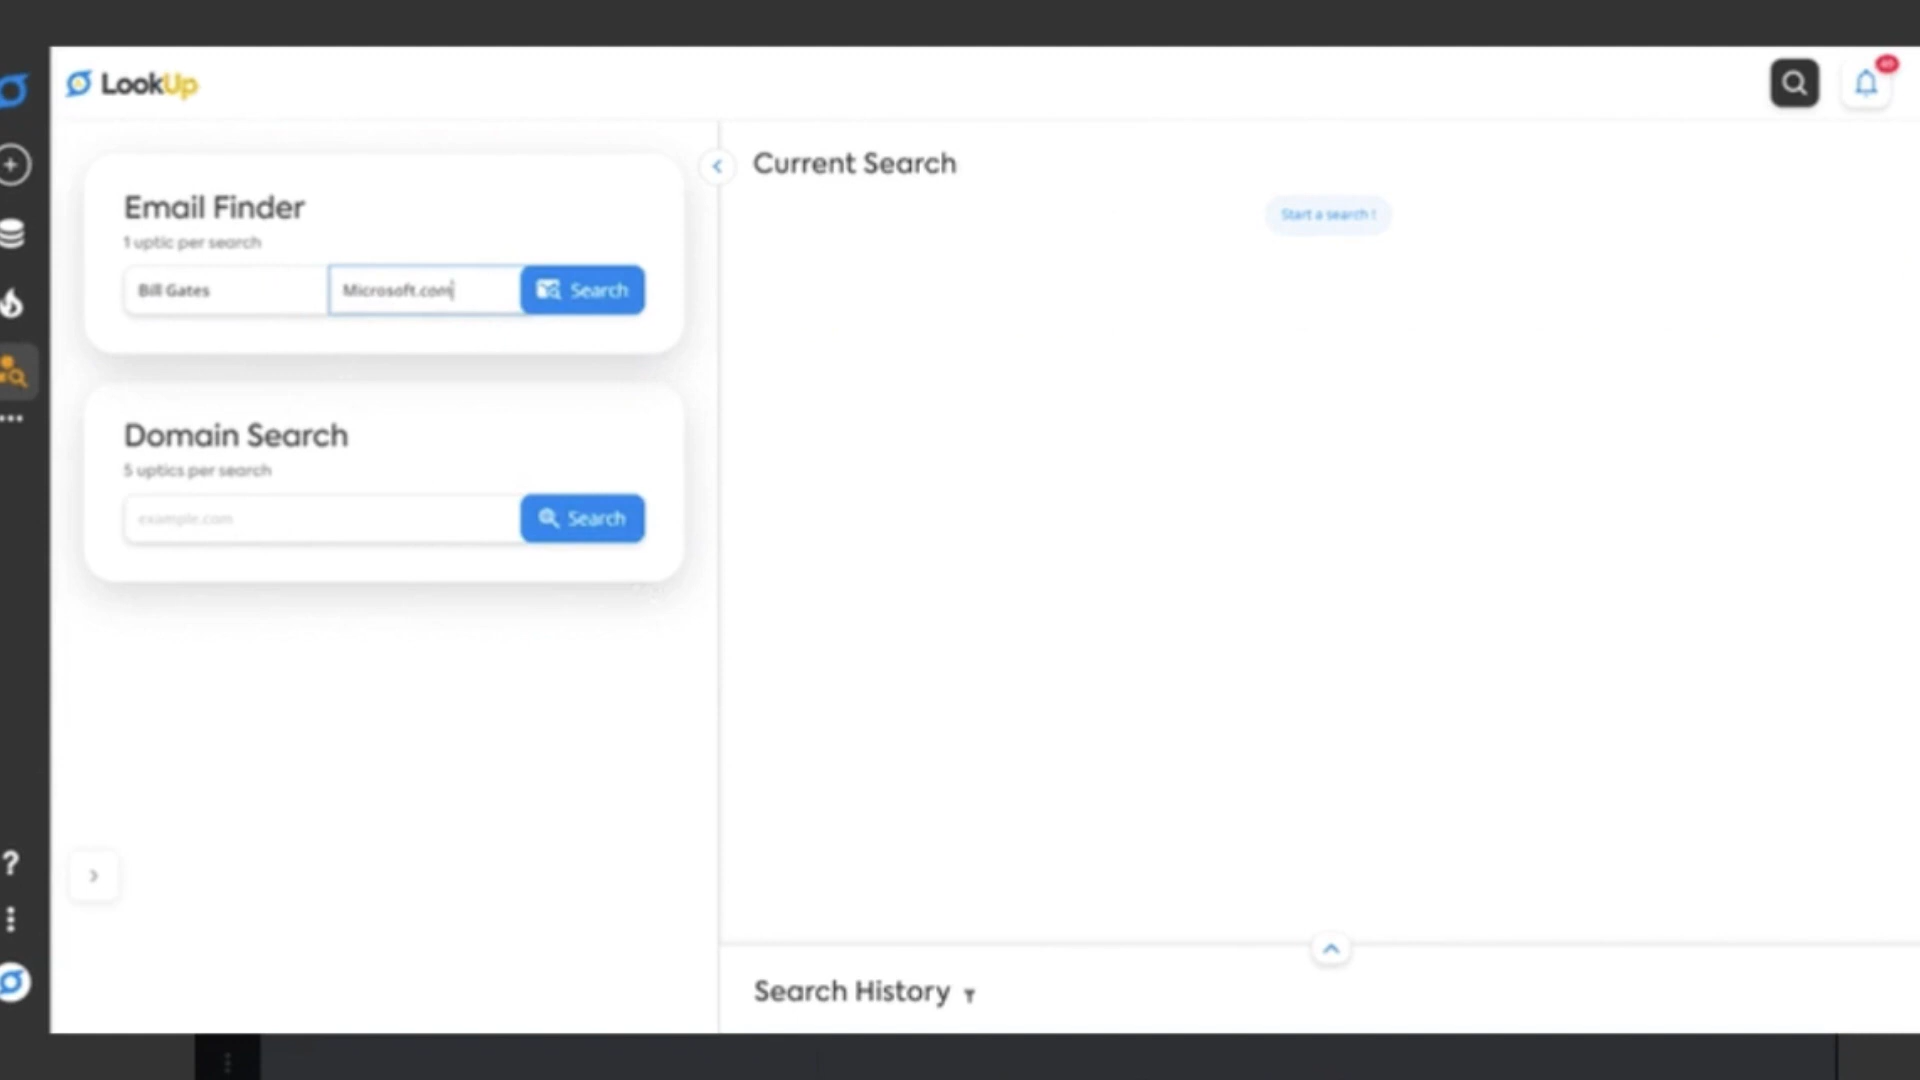 LookUp
Current Search
Start a search !
Email Finder
1 uptic per search
Bill Gates
Microsoft.com
Search
Domain Search
5 uptics per search
example.com
Search
?
Search History